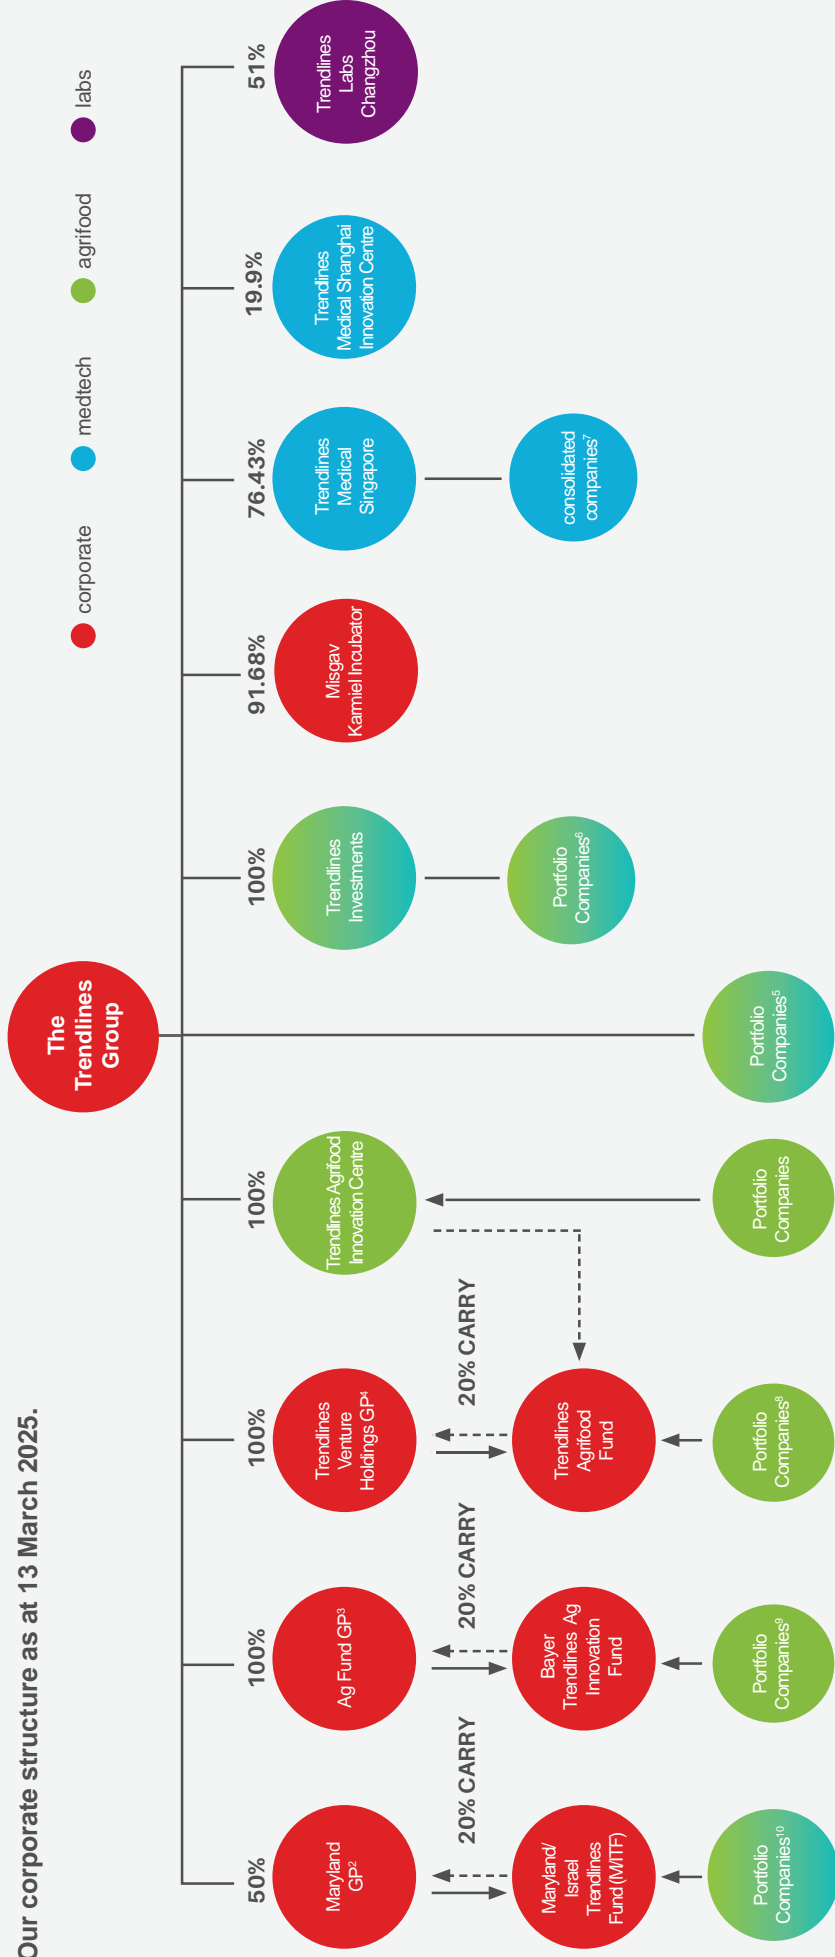 Our corporate structure as at 13 March 2025.
corporate
medtech
agrifood
labs
The
Trendlines
Group
50%
100%
100%
100%
100%
91.68%
76.43%
19.9%
51%
Maryland
GP²
Ag Fund GP³
Trendlines
Venture
Holdings GP⁴
Trendlines Agrifood
Innovation Centre
Trendlines
Investments
Misgav
Karmiel Incubator
Trendlines
Medical
Singapore
Trendlines
Medical Shanghai
Innovation Centre
Trendlines
Labs
Changzhou
20% CARRY
20% CARRY
20% CARRY
Maryland/
Israel
Trendlines
Fund (MITF)
Bayer
Trendlines Ag
Innovation
Fund
Trendlines
Agrifood
Fund
Portfolio
Companies⁶
consolidated
companies⁷
Portfolio
Companies¹⁰
Portfolio
Companies⁹
Portfolio
Companies⁸
Portfolio
Companies
Portfolio
Companies⁵